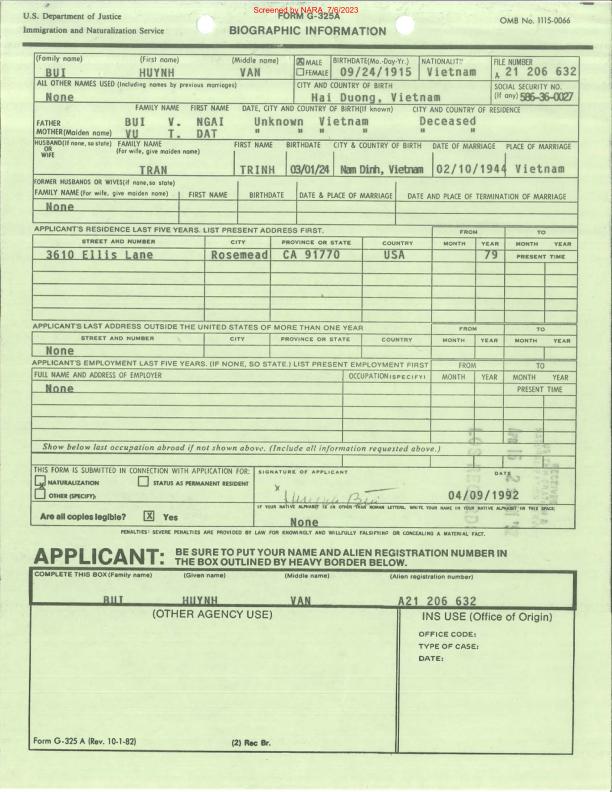 Screened by NARA, 7/6/2023
U.S. Department of Justice
Immigration and Naturalization Service
FORM G-325A
BIOGRAPHIC INFORMATION
OMB No. 1115-0066
(Family name) (First name) (Middle name) ☒ MALE ☐ FEMALE BIRTHDATE(Mo.-Day-Yr.) NATIONALITY FILE NUMBER
BUI HUYNH VAN 09/24/1915 Vietnam A 21 206 632
ALL OTHER NAMES USED (Including names by previous marriages) CITY AND COUNTRY OF BIRTH SOCIAL SECURITY NO. (If any)
None Hai Duong, Vietnam 586-36-0027
FAMILY NAME FIRST NAME DATE, CITY AND COUNTRY OF BIRTH(If known) CITY AND COUNTRY OF RESIDENCE
FATHER BUI V. NGAI Unknown Vietnam Deceased
MOTHER(Maiden name) VU T. DAT " " " "
HUSBAND(If none, so state) OR WIFE FAMILY NAME (For wife, give maiden name) FIRST NAME BIRTHDATE CITY & COUNTRY OF BIRTH DATE OF MARRIAGE PLACE OF MARRIAGE
TRAN TRINH 03/01/24 Nam Dinh, Vietnam 02/10/1944 Vietnam
FORMER HUSBANDS OR WIVES(if none,so state)
FAMILY NAME (For wife, give maiden name) FIRST NAME BIRTHDATE DATE & PLACE OF MARRIAGE DATE AND PLACE OF TERMINATION OF MARRIAGE
None
APPLICANT'S RESIDENCE LAST FIVE YEARS. LIST PRESENT ADDRESS FIRST. FROM TO
STREET AND NUMBER CITY PROVINCE OR STATE COUNTRY MONTH YEAR MONTH YEAR
3610 Ellis Lane Rosemead CA 91770 USA 79 PRESENT TIME
APPLICANT'S LAST ADDRESS OUTSIDE THE UNITED STATES OF MORE THAN ONE YEAR FROM TO
STREET AND NUMBER CITY PROVINCE OR STATE COUNTRY MONTH YEAR MONTH YEAR
None
APPLICANT'S EMPLOYMENT LAST FIVE YEARS. (IF NONE, SO STATE.) LIST PRESENT EMPLOYMENT FIRST FROM TO
FULL NAME AND ADDRESS OF EMPLOYER OCCUPATION(SPECIFY) MONTH YEAR MONTH YEAR
None PRESENT TIME
Show below last occupation abroad if not shown above. (Include all information requested above.)
THIS FORM IS SUBMITTED IN CONNECTION WITH APPLICATION FOR: SIGNATURE OF APPLICANT DATE
☒ NATURALIZATION ☐ STATUS AS PERMANENT RESIDENT
☐ OTHER (SPECIFY): x 04/09/1992
IF YOUR NATIVE ALPHABET IS IN OTHER THAN ROMAN LETTERS, WRITE YOUR NAME IN YOUR NATIVE ALPHABET IN THIS SPACE:
Are all copies legible? ☒ Yes
None
PENALTIES: SEVERE PENALTIES ARE PROVIDED BY LAW FOR KNOWINGLY AND WILLFULLY FALSIFYING OR CONCEALING A MATERIAL FACT.
APPLICANT: BE SURE TO PUT YOUR NAME AND ALIEN REGISTRATION NUMBER IN
THE BOX OUTLINED BY HEAVY BORDER BELOW.
COMPLETE THIS BOX (Family name) (Given name) (Middle name) (Alien registration number)
BUI HUYNH VAN A21 206 632
(OTHER AGENCY USE) INS USE (Office of Origin)
OFFICE CODE:
TYPE OF CASE:
DATE:
Form G-325 A (Rev. 10-1-82) (2) Rec Br.